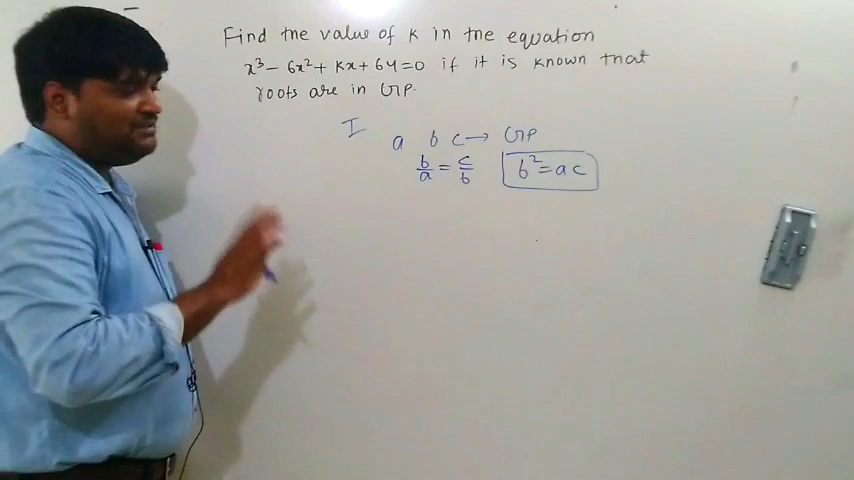 Find the value of K in the equation
x³ - 6x² + Kx + 64 = 0 if it is known that
roots are in GP.
I
a b c → GP
b/a = c/b b² = ac